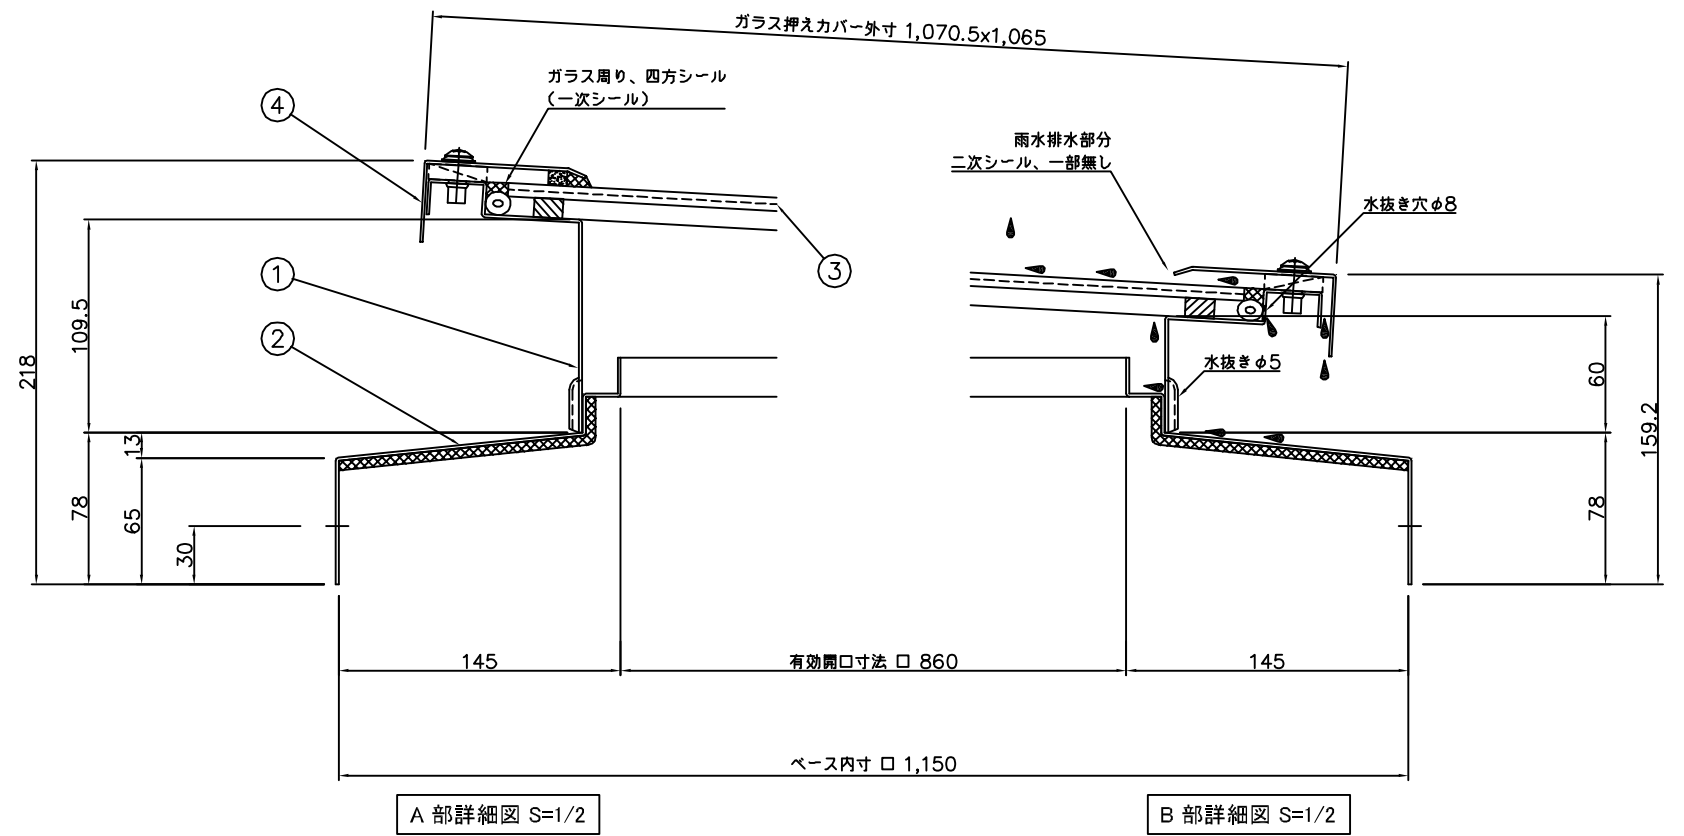 ガラス押えカバー外寸 1,070.5x1,065
ガラス周り、四方シール
(一次シール)
4
雨水排水部分
二次シール、一部無し
水抜き穴φ8
3
1
2
水抜きφ5
218
109.5
13
78
65
30
60
159.2
78
145
有効開口寸法 □ 860
145
ベース内寸 □ 1,150
A 部詳細図 S=1/2
B 部詳細図 S=1/2